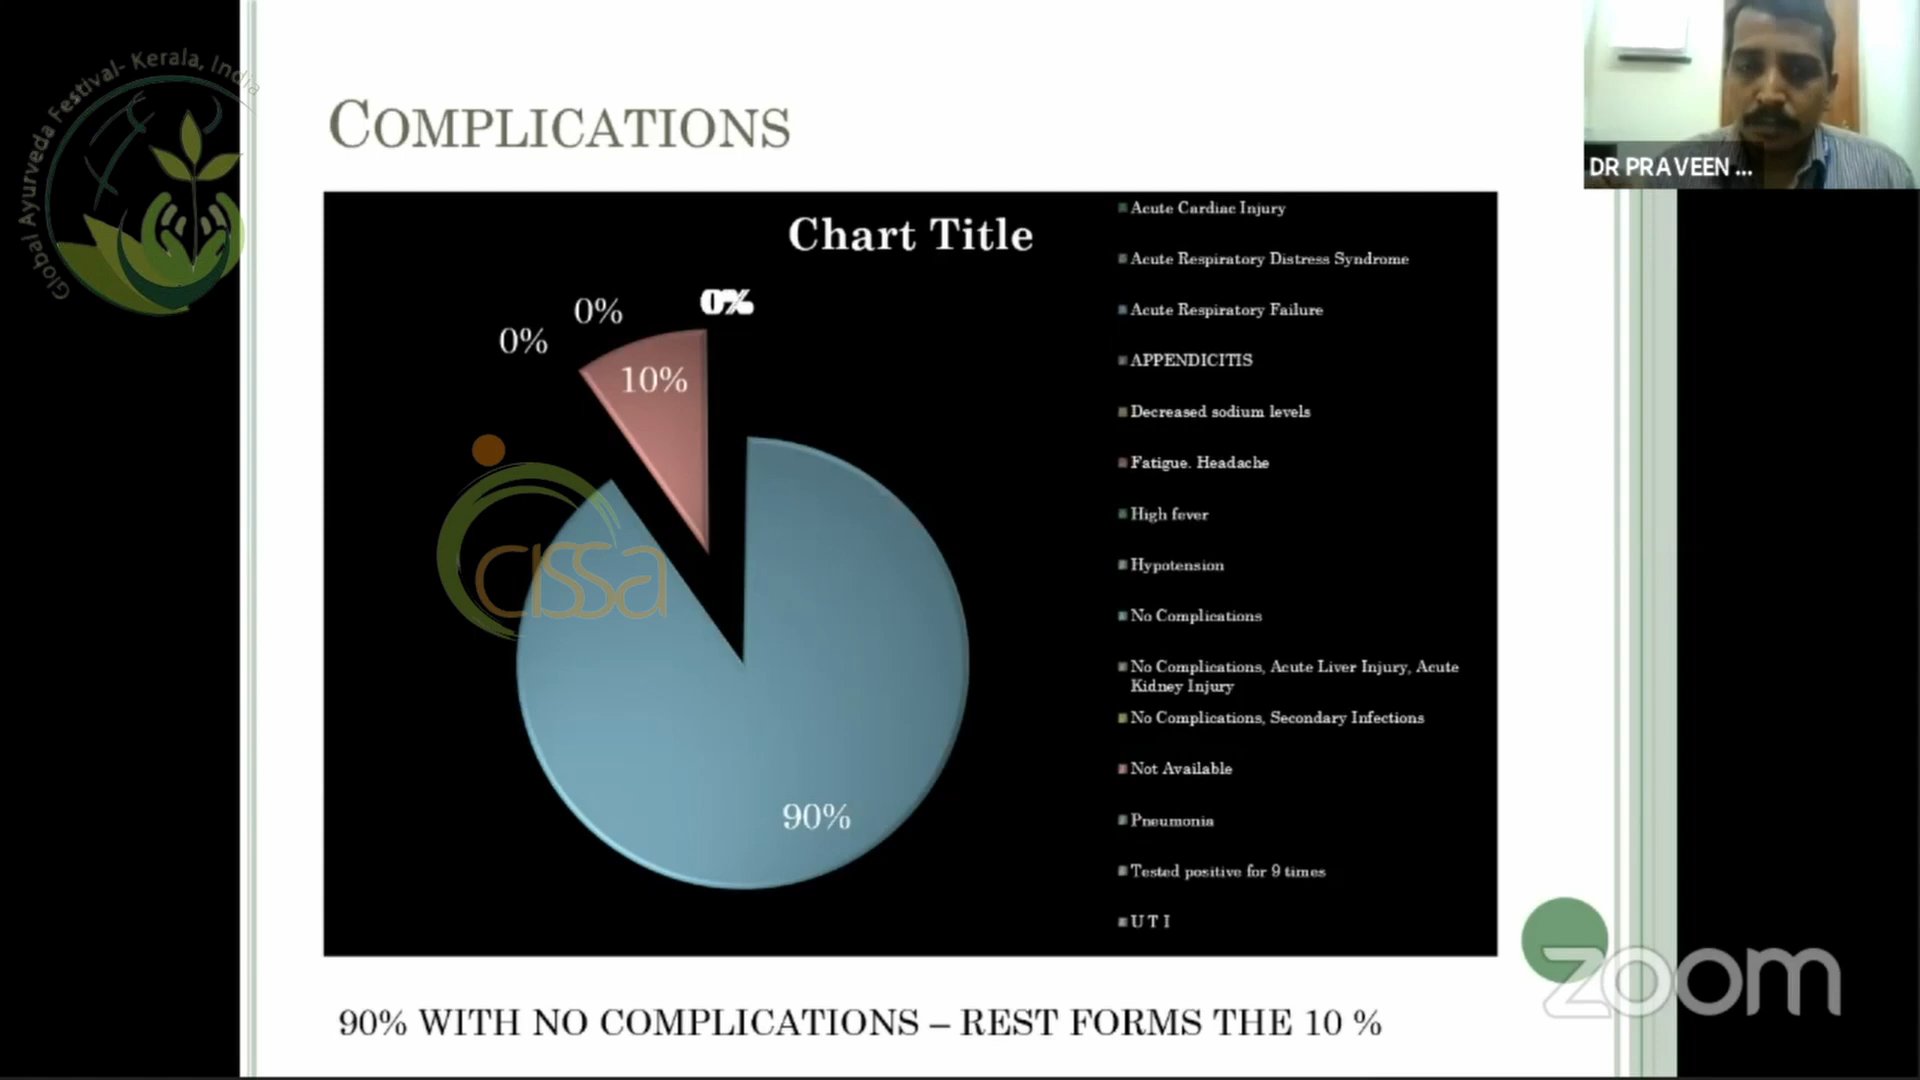 Global Ayurveda Festival- Kerala, India
COMPLICATIONS
DR PRAVEEN ...
Chart Title
0%
0%
0%
10%
90%
Acute Cardiac Injury
Acute Respiratory Distress Syndrome
Acute Respiratory Failure
APPENDICITIS
Decreased sodium levels
Fatigue. Headache
High fever
Hypotension
No Complications
No Complications, Acute Liver Injury, Acute
Kidney Injury
No Complications, Secondary Infections
Not Available
Pneumonia
Tested positive for 9 times
U T I
cissa
90% WITH NO COMPLICATIONS – REST FORMS THE 10 %
zoom